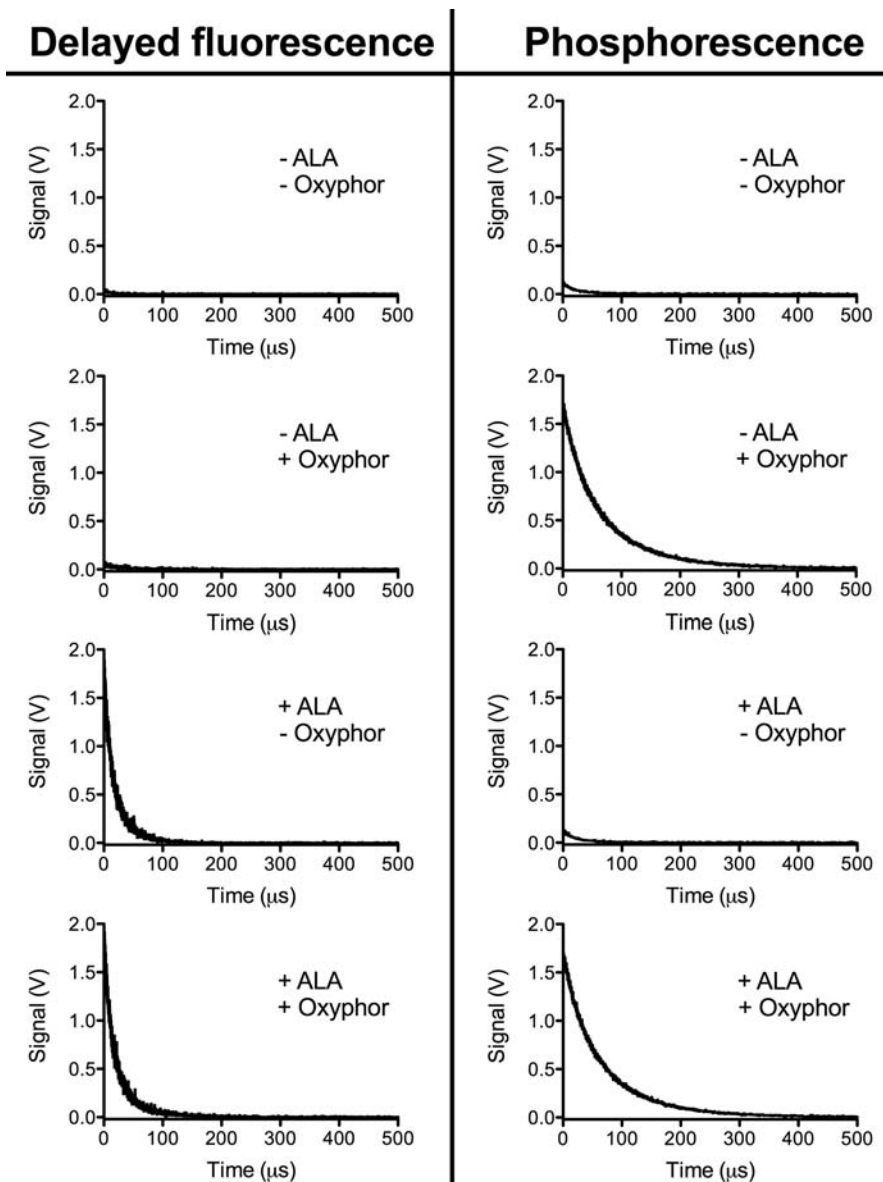 Delayed fluorescence
Phosphorescence
2.0
1.5
1.0
0.5
0.0
Signal (V)
- ALA
- Oxyphor
0 100 200 300 400 500
Time (μs)
2.0
1.5
1.0
0.5
0.0
Signal (V)
- ALA
- Oxyphor
0 100 200 300 400 500
Time (μs)
2.0
1.5
1.0
0.5
0.0
Signal (V)
- ALA
+ Oxyphor
0 100 200 300 400 500
Time (μs)
2.0
1.5
1.0
0.5
0.0
Signal (V)
- ALA
+ Oxyphor
0 100 200 300 400 500
Time (μs)
2.0
1.5
1.0
0.5
0.0
Signal (V)
+ ALA
- Oxyphor
0 100 200 300 400 500
Time (μs)
2.0
1.5
1.0
0.5
0.0
Signal (V)
+ ALA
- Oxyphor
0 100 200 300 400 500
Time (μs)
2.0
1.5
1.0
0.5
0.0
Signal (V)
+ ALA
+ Oxyphor
0 100 200 300 400 500
Time (μs)
2.0
1.5
1.0
0.5
0.0
Signal (V)
+ ALA
+ Oxyphor
0 100 200 300 400 500
Time (μs)